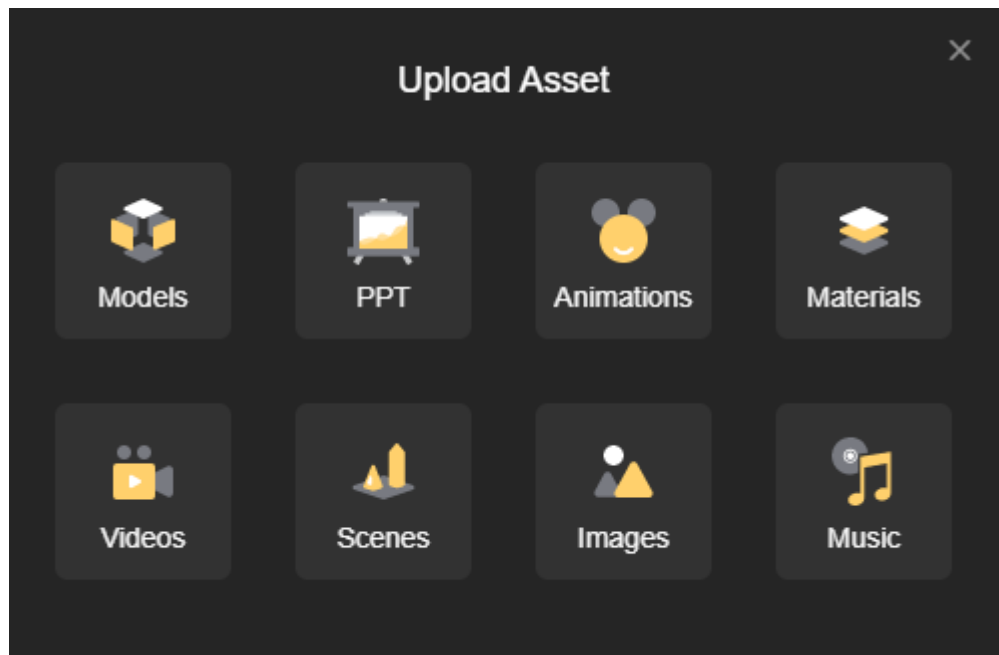 Upload Asset
Models
PPT
Animations
Materials
Videos
Scenes
Images
Music